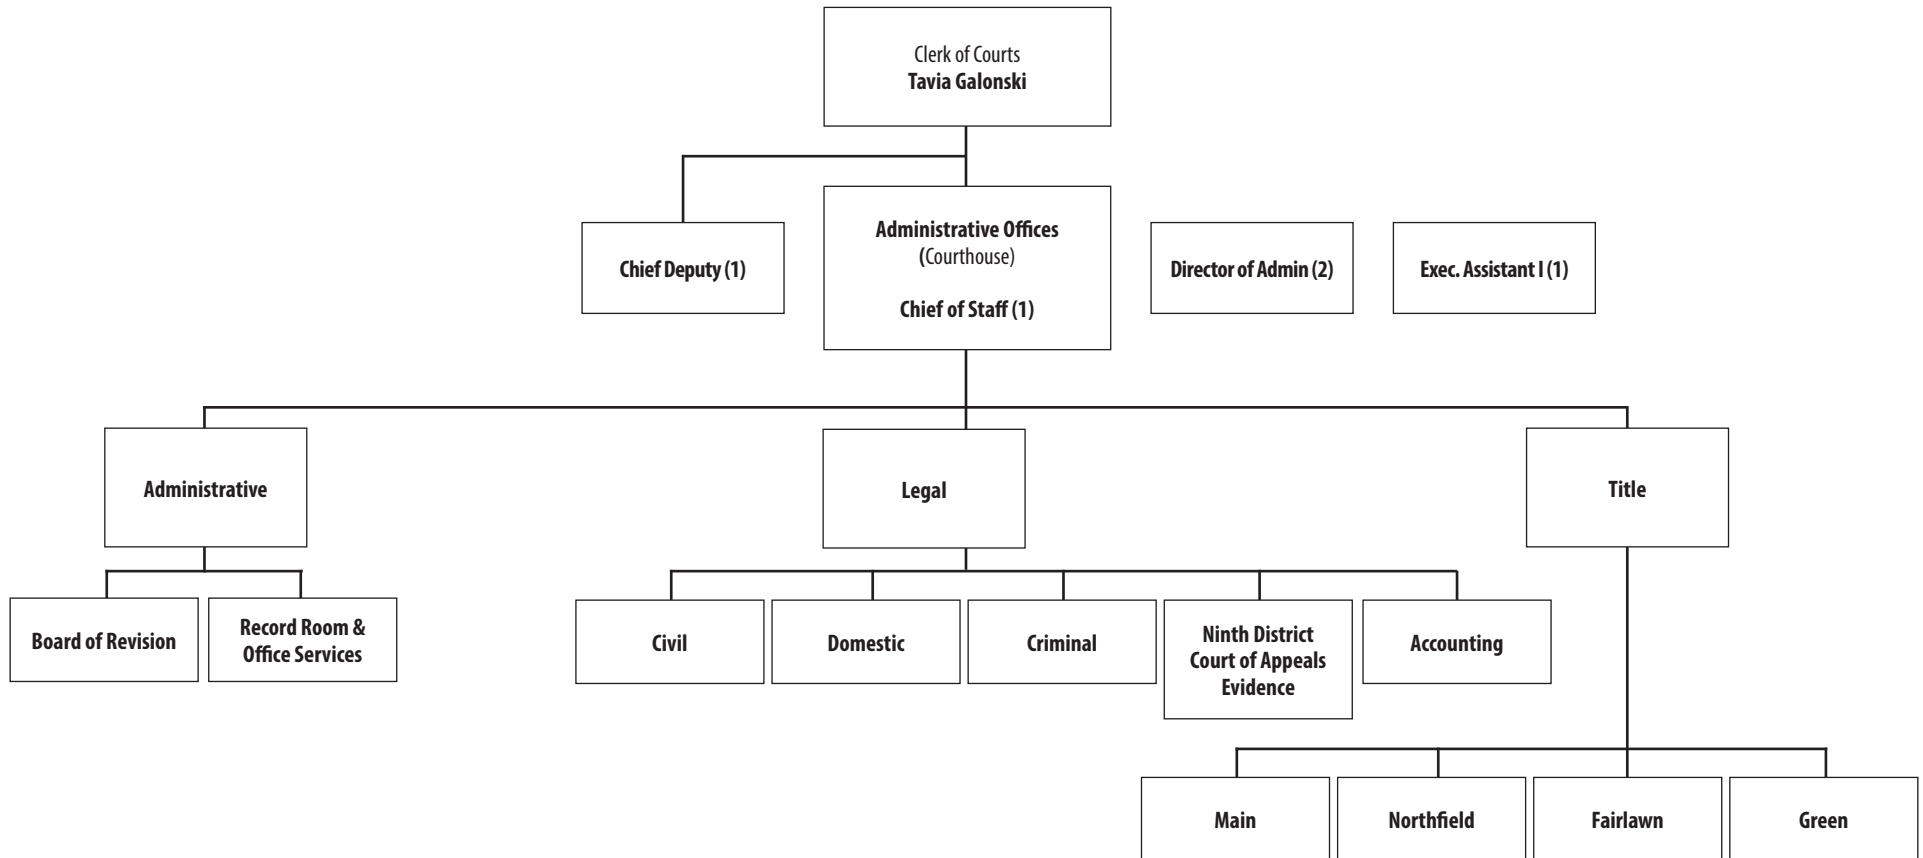 Clerk of Courts
Tavia Galonski
Chief Deputy (1)
Administrative Offices
(Courthouse)
Chief of Staff (1)
Director of Admin (2)
Exec. Assistant I (1)
Administrative
Legal
Title
Board of Revision
Record Room &
Office Services
Civil
Domestic
Criminal
Ninth District
Court of Appeals
Evidence
Accounting
Main
Northfield
Fairlawn
Green